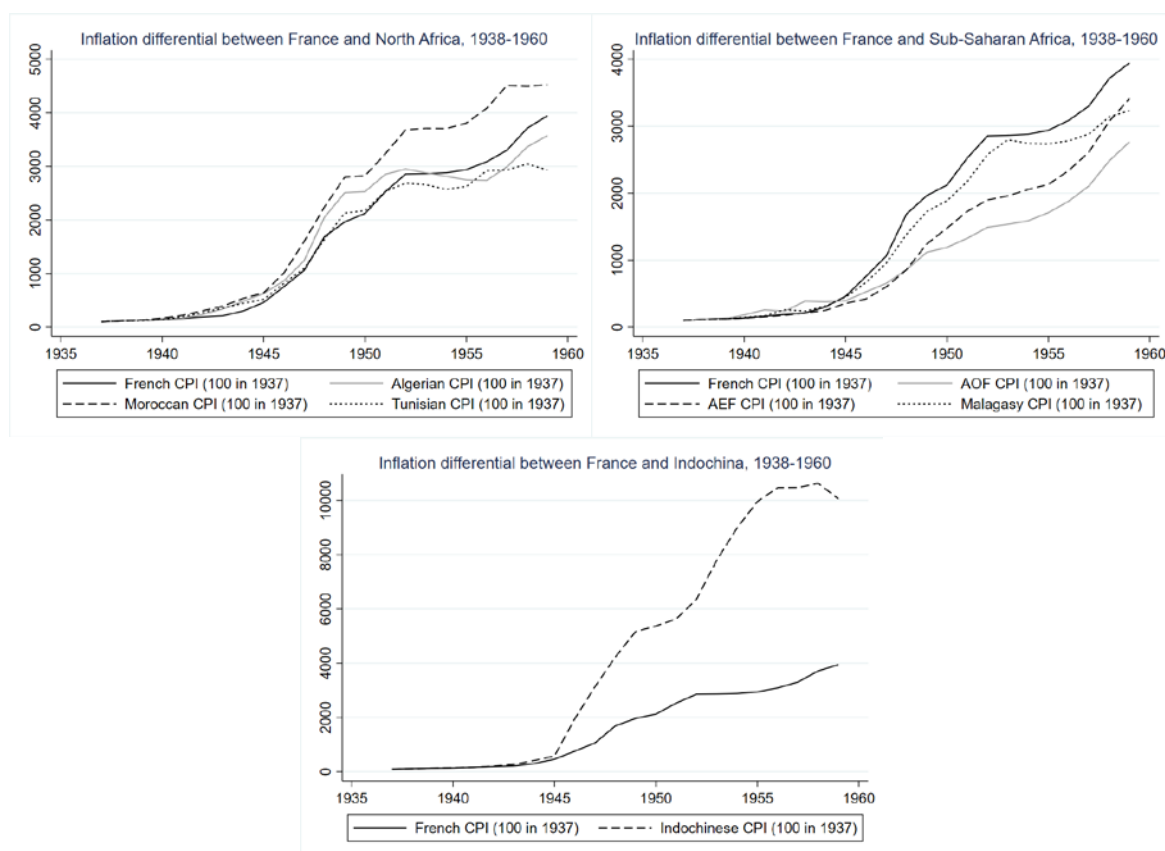 Inflation differential between France and North Africa, 1938-1960
5000
4000
3000
2000
1000
0
1935 1940 1945 1950 1955 1960
French CPI (100 in 1937) Algerian CPI (100 in 1937)
Moroccan CPI (100 in 1937) Tunisian CPI (100 in 1937)
Inflation differential between France and Sub-Saharan Africa, 1938-1960
4000
3000
2000
1000
0
1935 1940 1945 1950 1955 1960
French CPI (100 in 1937) AOF CPI (100 in 1937)
AEF CPI (100 in 1937) Malagasy CPI (100 in 1937)
Inflation differential between France and Indochina, 1938-1960
10000
8000
6000
4000
2000
0
1935 1940 1945 1950 1955 1960
French CPI (100 in 1937) Indochinese CPI (100 in 1937)